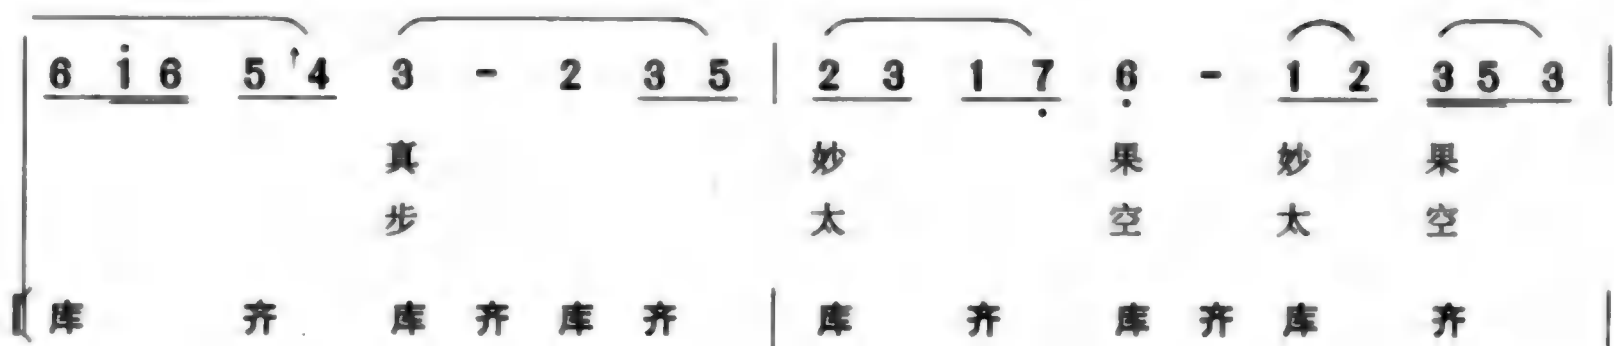 6 i 6 5 ↑4 3 - 2 3 5 | 2 3 1 7 6 - 1 2 3 5 3 |
真 妙 果 妙 果
步 太 空 太 空
库 齐 库 齐 库 齐 | 库 齐 库 齐 库 齐 |